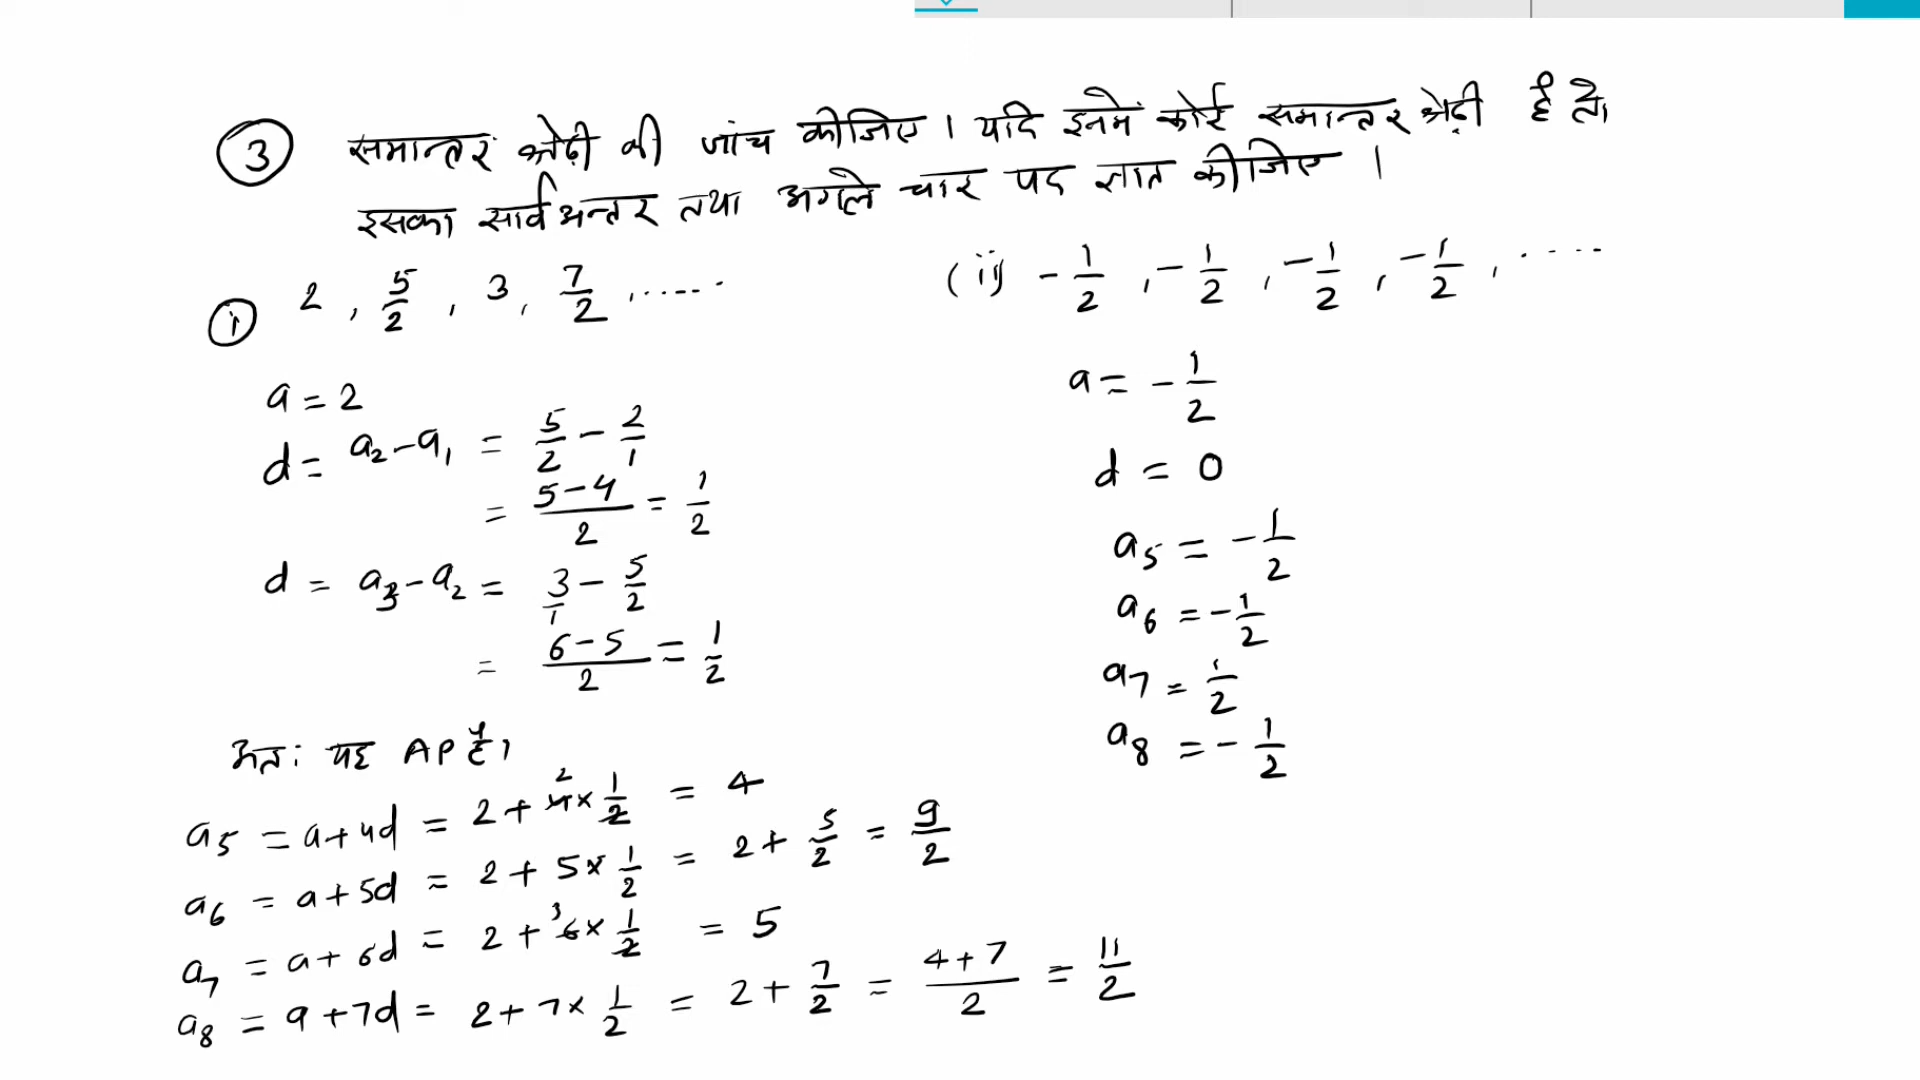 ③ समान्तर श्रेढ़ी की जांच कीजिए । यदि इनमें कोई समान्तर श्रेढ़ी है तो
इसका सार्वअन्तर तथा अगले चार पद ज्ञात कीजिए ।
ⓘ 2 , 5/2 , 3 , 7/2 , ......
a = 2
d = a₂ - a₁ = 5/2 - 2/1
= (5-4)/2 = 1/2
d = a₃ - a₂ = 3/1 - 5/2
= (6-5)/2 = 1/2
अतः यह AP है।
a₅ = a+4d = 2 + 4 2 × 1/2 = 4
a₆ = a+5d = 2 + 5 × 1/2 = 2 + 5/2 = 9/2
a₇ = a+6d = 2 + 6 3 × 1/2 = 5
a₈ = a+7d = 2 + 7 × 1/2 = 2 + 7/2 = (4+7)/2 = 11/2
(ii) -1/2 , -1/2 , -1/2 , -1/2 , ....
a = -1/2
d = 0
a₅ = -1/2
a₆ = -1/2
a₇ = 1/2
a₈ = -1/2